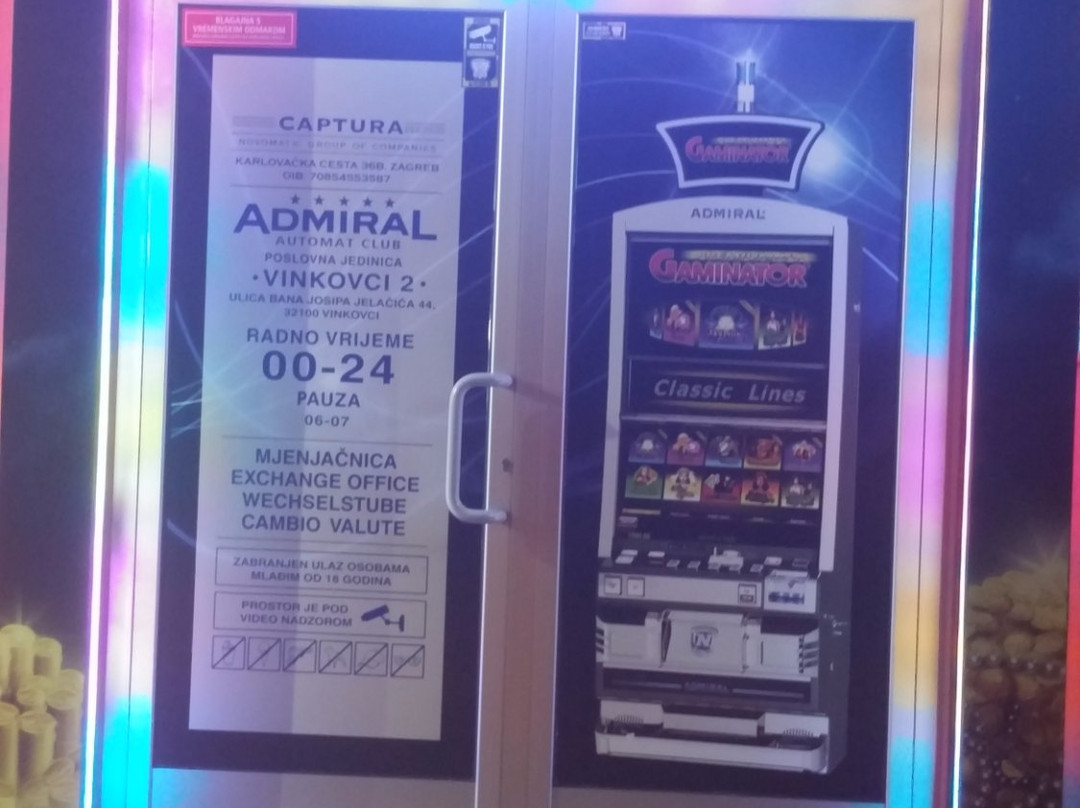 BLAGAJNA S
VREMENSKIM ODMAKOM
CAPTURA
NOVOMATIC GROUP OF COMPANIES
KARLOVAČKA CESTA 36B, ZAGREB
OIB: 70854553587
ADMIRAL
AUTOMAT CLUB
POSLOVNA JEDINICA
•VINKOVCI 2•
ULICA BANA JOSIPA JELAČIĆA 44,
32100 VINKOVCI
RADNO VRIJEME
00-24
PAUZA
06-07
MJENJAČNICA
EXCHANGE OFFICE
WECHSELSTUBE
CAMBIO VALUTE
ZABRANJEN ULAZ OSOBAMA
MLAĐIM OD 18 GODINA
PROSTOR JE POD
VIDEO NADZOROM
GAMINATOR
ADMIRAL
GAMINATOR
Classic Lines
N
ADMIRAL